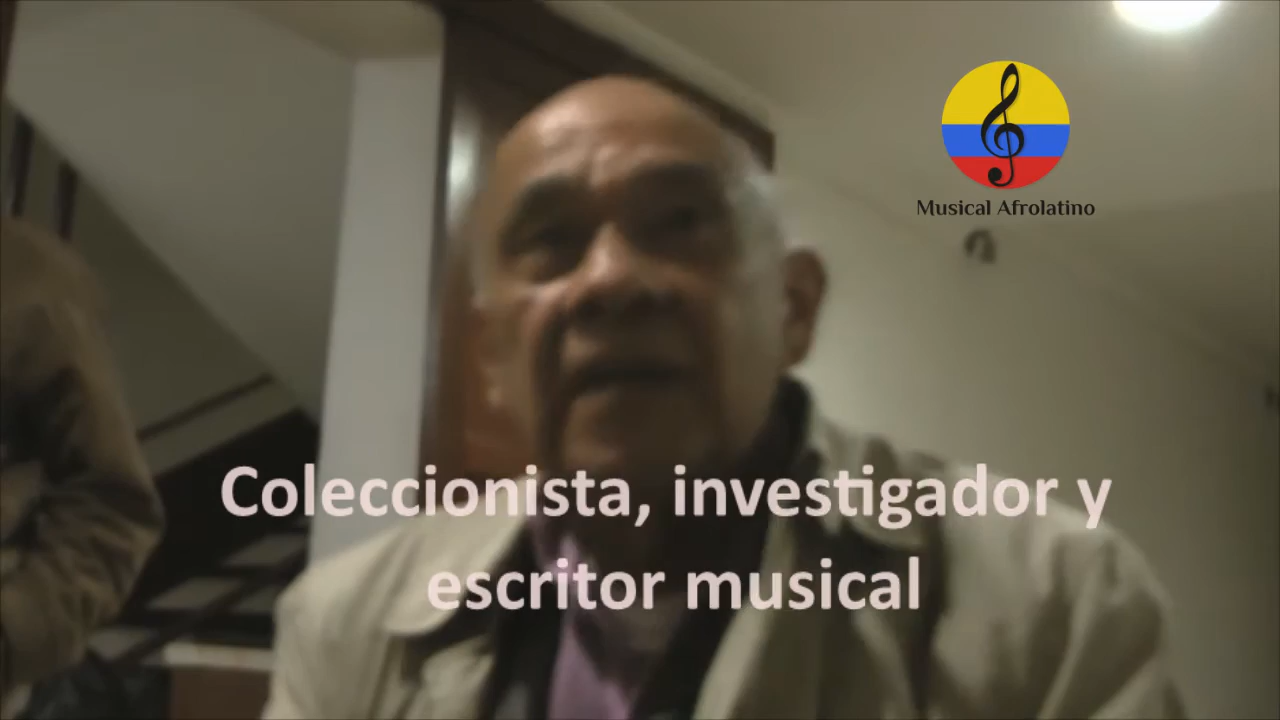 Musical Afrolatino
Coleccionista, investigador y
escritor musical